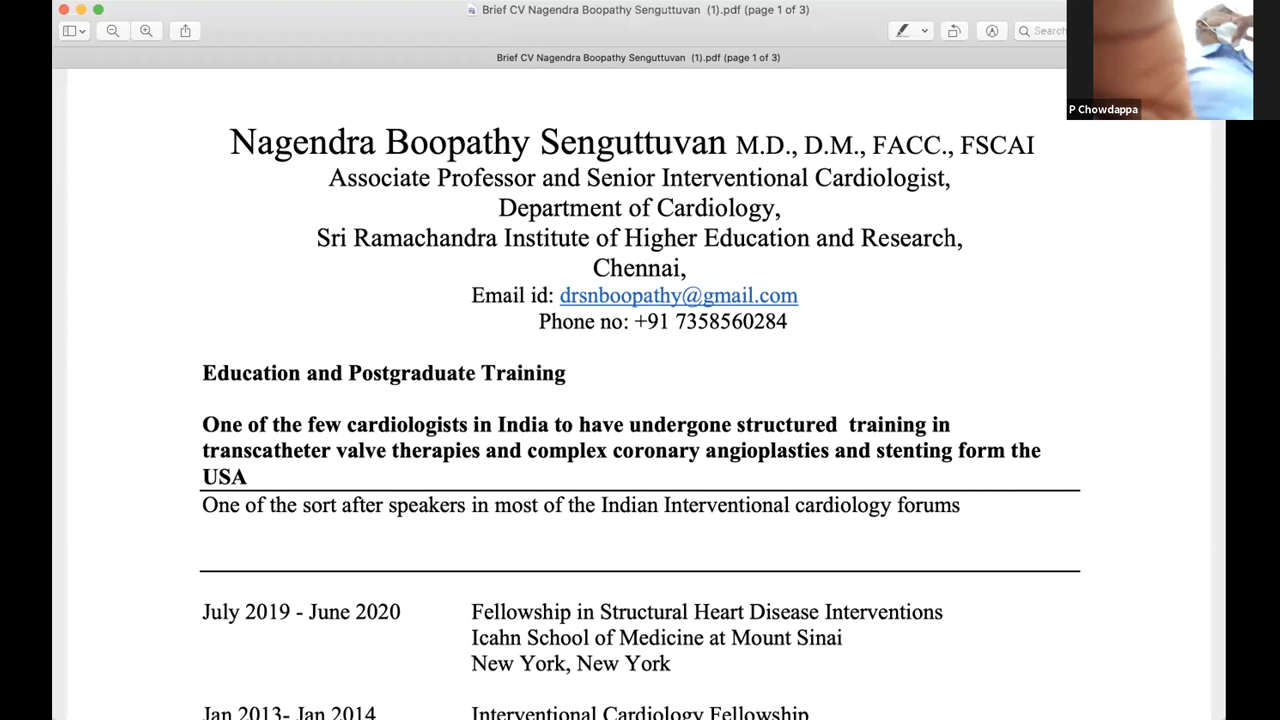 Brief CV Nagendra Boopathy Senguttuvan (1).pdf (page 1 of 3)
Search
Brief CV Nagendra Boopathy Senguttuvan (1).pdf (page 1 of 3)
P Chowdappa
Nagendra Boopathy Senguttuvan M.D., D.M., FACC., FSCAI
Associate Professor and Senior Interventional Cardiologist,
Department of Cardiology,
Sri Ramachandra Institute of Higher Education and Research,
Chennai,
Email id: drsnboopathy@gmail.com
Phone no: +91 7358560284
Education and Postgraduate Training
One of the few cardiologists in India to have undergone structured training in
transcatheter valve therapies and complex coronary angioplasties and stenting form the
USA
One of the sort after speakers in most of the Indian Interventional cardiology forums
July 2019 - June 2020 Fellowship in Structural Heart Disease Interventions
Icahn School of Medicine at Mount Sinai
New York, New York
Jan 2013- Jan 2014 Interventional Cardiology Fellowship